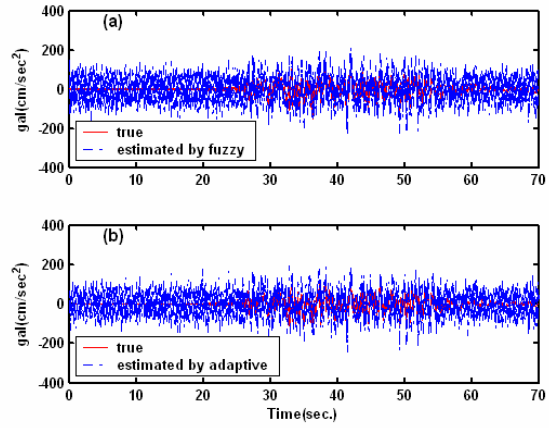 (a)
400
200
0
-200
-400
gal(cm/sec²)
true
estimated by fuzzy
0 10 20 30 40 50 60 70
(b)
400
200
0
-200
-400
gal(cm/sec²)
true
estimated by adaptive
0 10 20 30 40 50 60 70
Time(sec.)